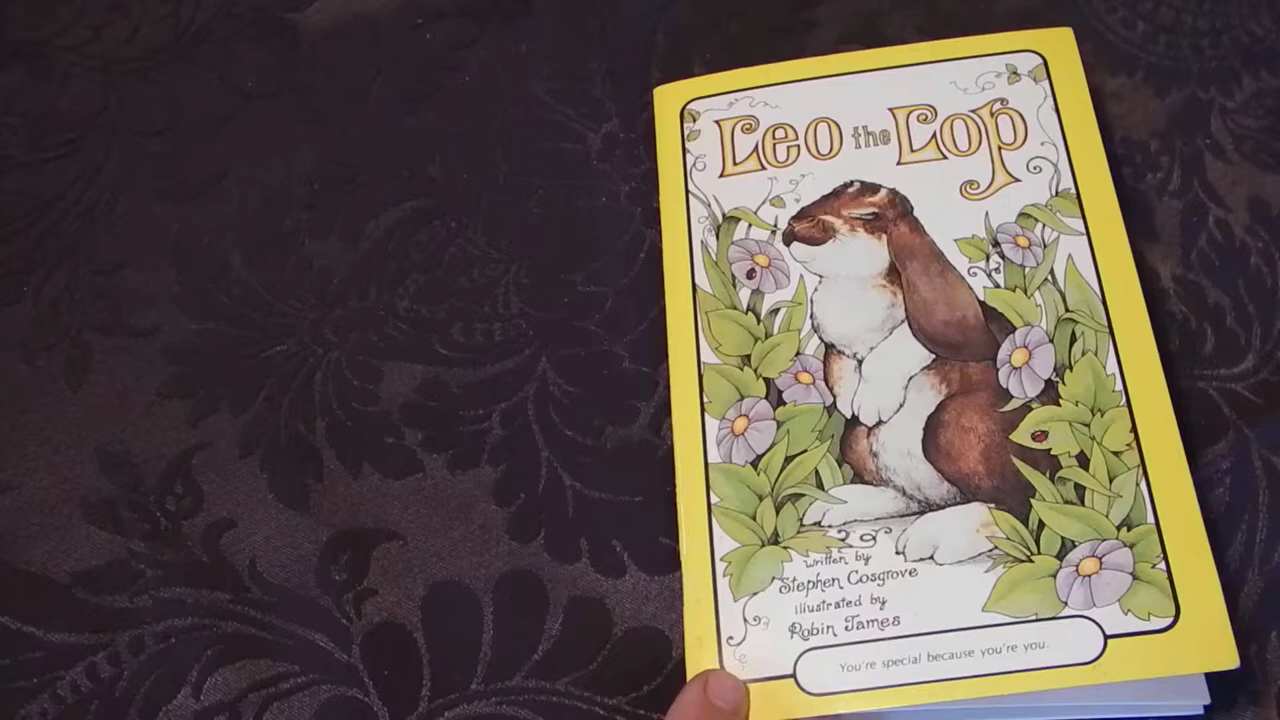 Leo the Lop
written by
Stephen Cosgrove
illustrated by
Robin James
You're special because you're you.